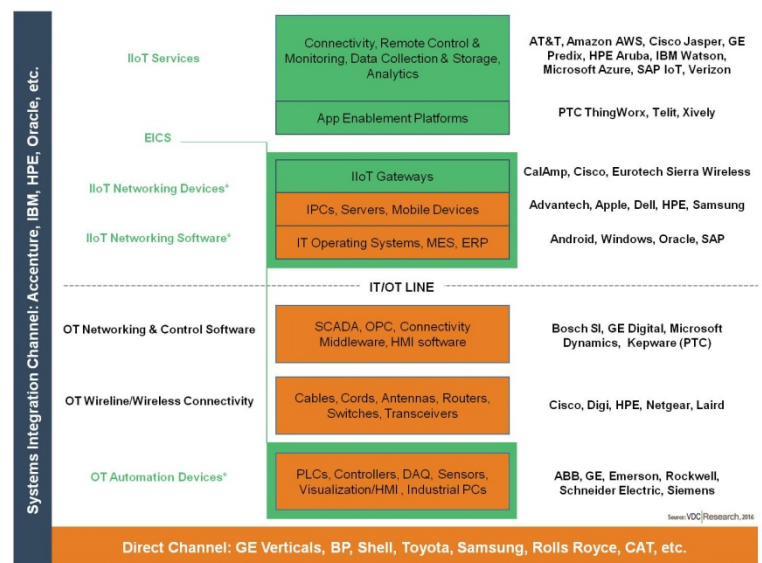 Systems Integration Channel: Accenture, IBM, HPE, Oracle, etc.
IIoT Services
Connectivity, Remote Control &
Monitoring, Data Collection & Storage,
Analytics
AT&T, Amazon AWS, Cisco Jasper, GE
Predix, HPE Aruba, IBM Watson,
Microsoft Azure, SAP IoT, Verizon
App Enablement Platforms
PTC ThingWorx, Telit, Xively
EICS
IIoT Gateways
CalAmp, Cisco, Eurotech Sierra Wireless
IIoT Networking Devices*
IPCs, Servers, Mobile Devices
Advantech, Apple, Dell, HPE, Samsung
IIoT Networking Software*
IT Operating Systems, MES, ERP
Android, Windows, Oracle, SAP
IT/OT LINE
OT Networking & Control Software
SCADA, OPC, Connectivity
Middleware, HMI software
Bosch SI, GE Digital, Microsoft
Dynamics, Kepware (PTC)
OT Wireline/Wireless Connectivity
Cables, Cords, Antennas, Routers,
Switches, Transceivers
Cisco, Digi, HPE, Netgear, Laird
OT Automation Devices*
PLCs, Controllers, DAQ, Sensors,
Visualization/HMI , Industrial PCs
ABB, GE, Emerson, Rockwell,
Schneider Electric, Siemens
Source: VDC Research, 2016
Direct Channel: GE Verticals, BP, Shell, Toyota, Samsung, Rolls Royce, CAT, etc.